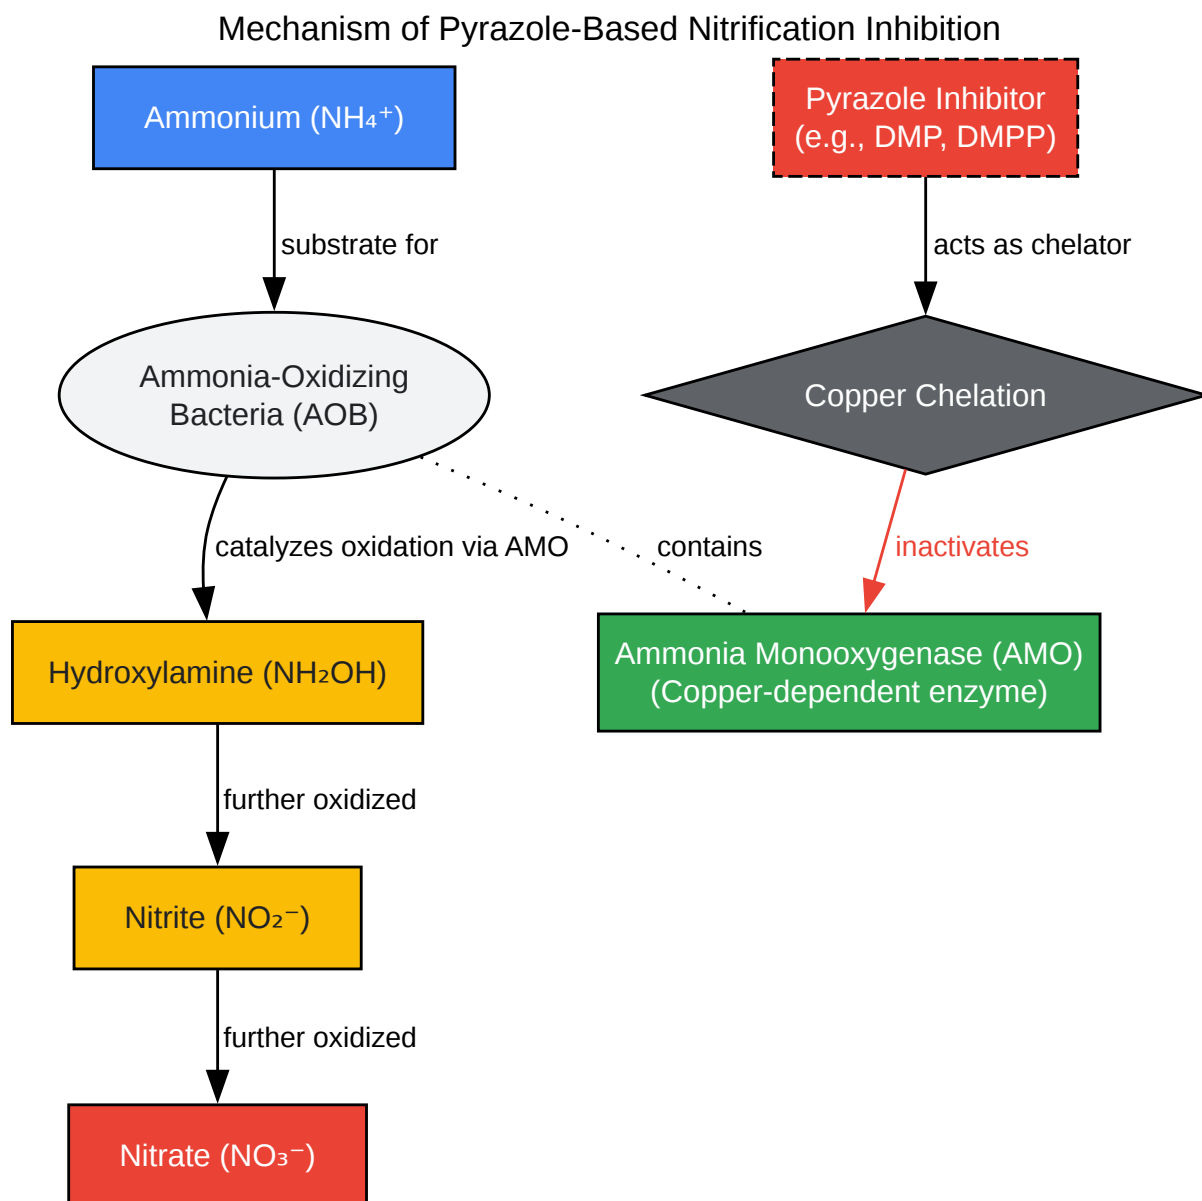 Mechanism of Pyrazole-Based Nitrification Inhibition
Ammonium (NH₄⁺)
Pyrazole Inhibitor
(e.g., DMP, DMPP)
substrate for
acts as chelator
Ammonia-Oxidizing
Bacteria (AOB)
Copper Chelation
catalyzes oxidation via AMO
contains
inactivates
Hydroxylamine (NH₂OH)
Ammonia Monooxygenase (AMO)
(Copper-dependent enzyme)
further oxidized
Nitrite (NO₂⁻)
further oxidized
Nitrate (NO₃⁻)